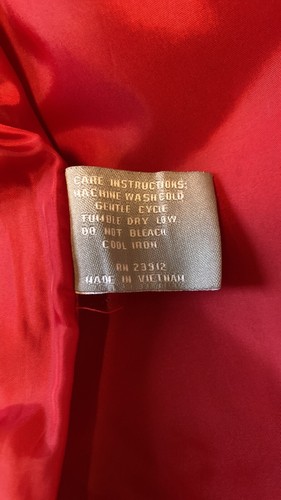 CARE INSTRUCTIONS:
MACHINE WASH COLD
GENTLE CYCLE
TUMBLE DRY LOW.
DO NOT BLEACH
COOL IRON
RN 23912
MADE IN VIETNAM